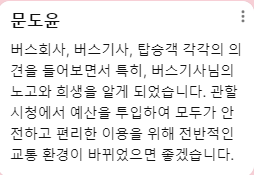 문도윤
버스회사, 버스기사, 탑승객 각각의 의
견을 들어보면서 특히, 버스기사님의
노고와 희생을 알게 되었습니다. 관할
시청에서 예산을 투입하여 모두가 안
전하고 편리한 이용을 위해 전반적인
교통 환경이 바뀌었으면 좋겠습니다.